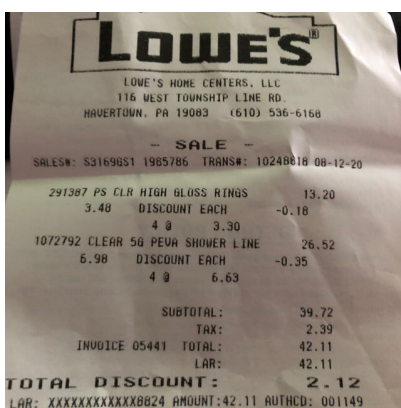 LOWE'S®
LOWE'S HOME CENTERS, LLC
116 WEST TOWNSHIP LINE RD.
HAVERTOWN, PA 19083 (610) 536-6168
- SALE -
SALES#: S3169GS1 1965786 TRANS#: 10248618 08-12-20
291387 PS CLR HIGH GLOSS RINGS 13.20
3.48 DISCOUNT EACH -0.18
4 @ 3.30
1072792 CLEAR 5G PEVA SHOWER LINE 26.52
6.98 DISCOUNT EACH -0.35
4 @ 6.63
SUBTOTAL: 39.72
TAX: 2.39
INVOICE 05441 TOTAL: 42.11
LAR: 42.11
TOTAL DISCOUNT: 2.12
LAR: XXXXXXXXXXXX8824 AMOUNT:42.11 AUTHCD: 001149